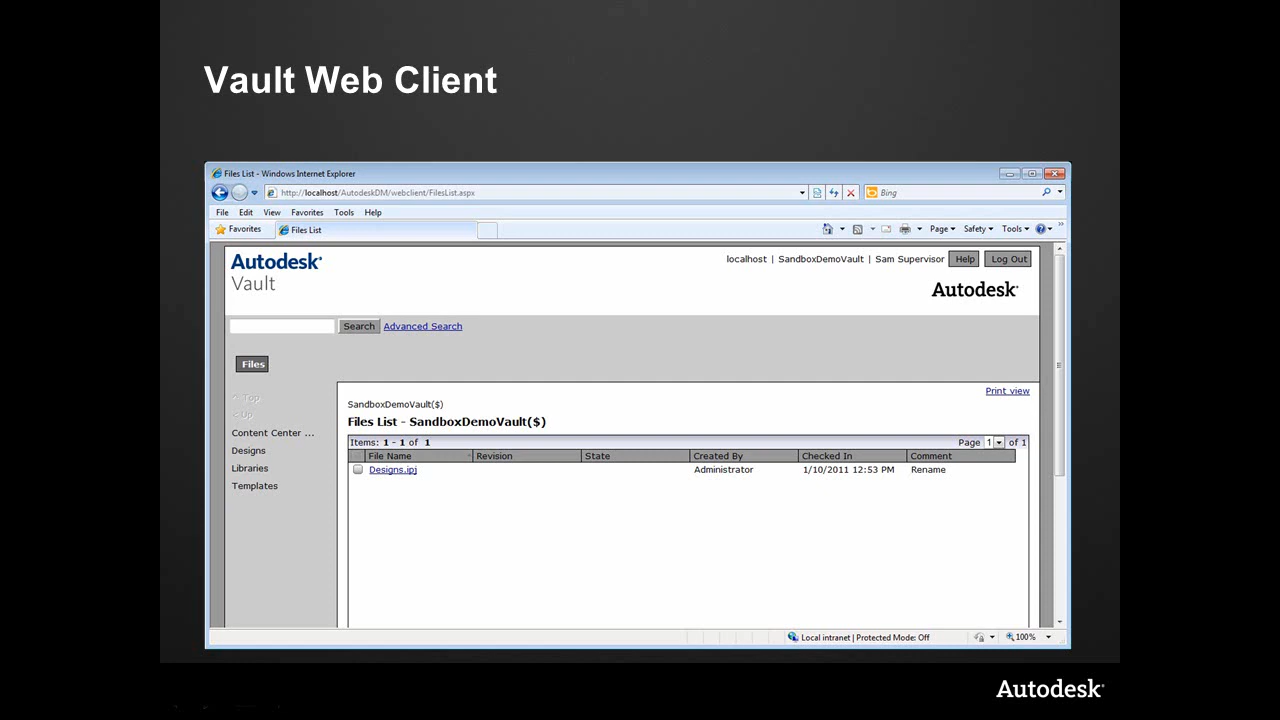 Vault Web Client
Files List - Windows Internet Explorer
http://localhost/AutodeskDM/webclient/FilesList.aspx
Bing
File Edit View Favorites Tools Help
Favorites Files List Page Safety Tools
Autodesk
Vault
localhost | SandboxDemoVault | Sam Supervisor Help Log Out
Autodesk
Search Advanced Search
Files
Print view
^ Top
< Up
Content Center ...
Designs
Libraries
Templates
SandboxDemoVault($)
Files List - SandboxDemoVault($)
Items: 1 - 1 of 1 Page 1 of 1
File Name Revision State Created By Checked In Comment
Designs.ipj Administrator 1/10/2011 12:53 PM Rename
Local intranet | Protected Mode: Off 100%
Autodesk